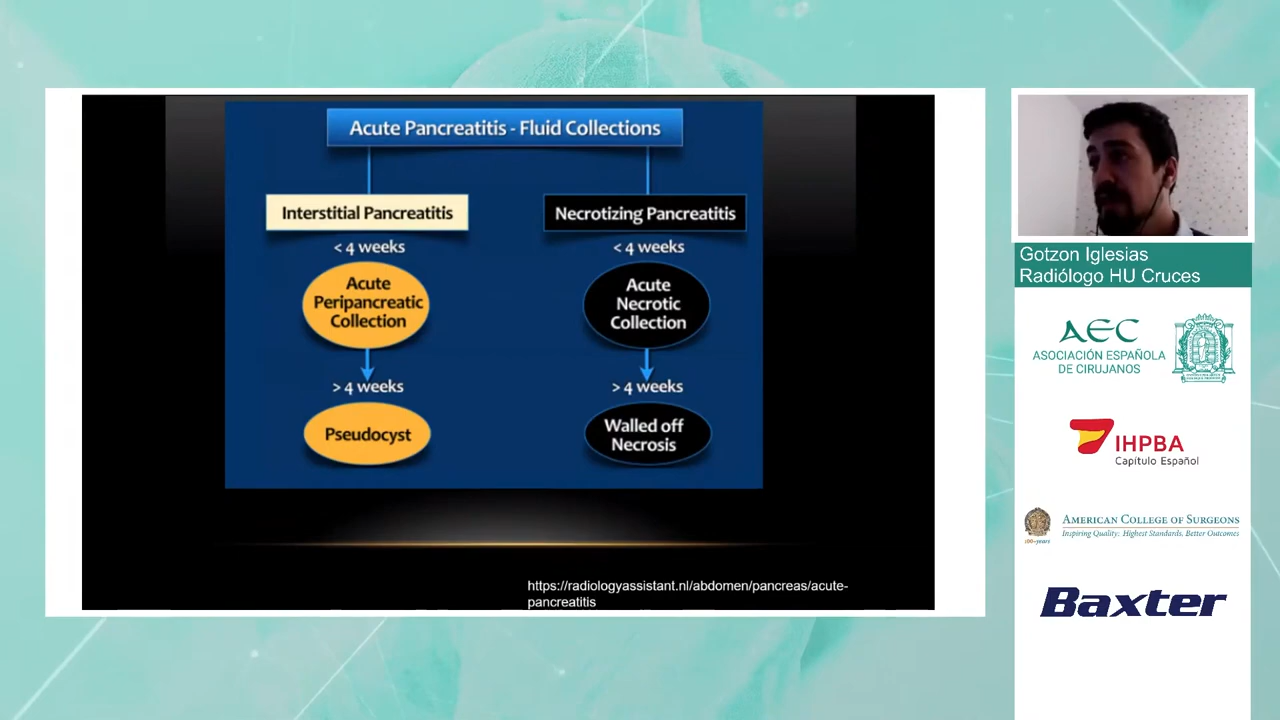 Acute Pancreatitis - Fluid Collections
Interstitial Pancreatitis
< 4 weeks
Acute
Peripancreatic
Collection
> 4 weeks
Pseudocyst
Necrotizing Pancreatitis
< 4 weeks
Acute
Necrotic
Collection
> 4 weeks
Walled off
Necrosis
https://radiologyassistant.nl/abdomen/pancreas/acute-
pancreatitis
Gotzon Iglesias
Radiólogo HU Cruces
AEC
ASOCIACIÓN ESPAÑOLA
DE CIRUJANOS
IHPBA
Capítulo Español
AMERICAN COLLEGE OF SURGEONS
Inspiring Quality: Highest Standards, Better Outcomes
100+years
Baxter